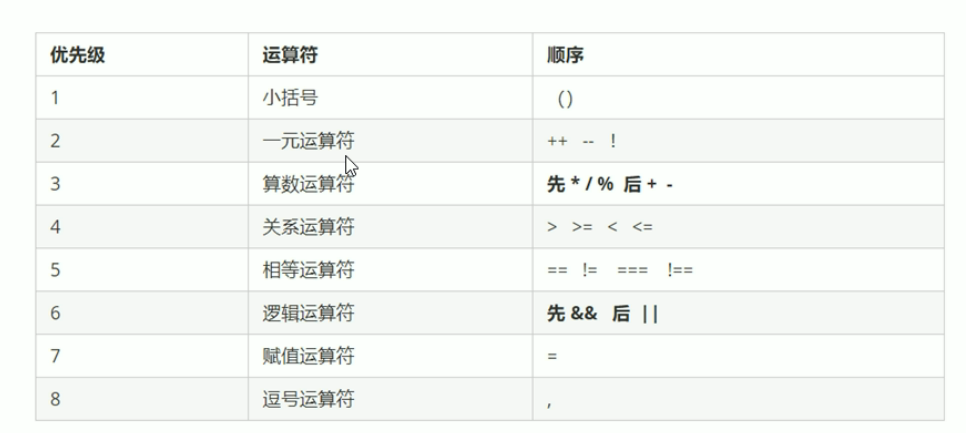 优先级 运算符 顺序
1 小括号 （）
2 一元运算符 ++ -- !
3 算数运算符 先 * / % 后 + -
4 关系运算符 > >= < <=
5 相等运算符 == != === !==
6 逻辑运算符 先 && 后 ||
7 赋值运算符 =
8 逗号运算符 ,